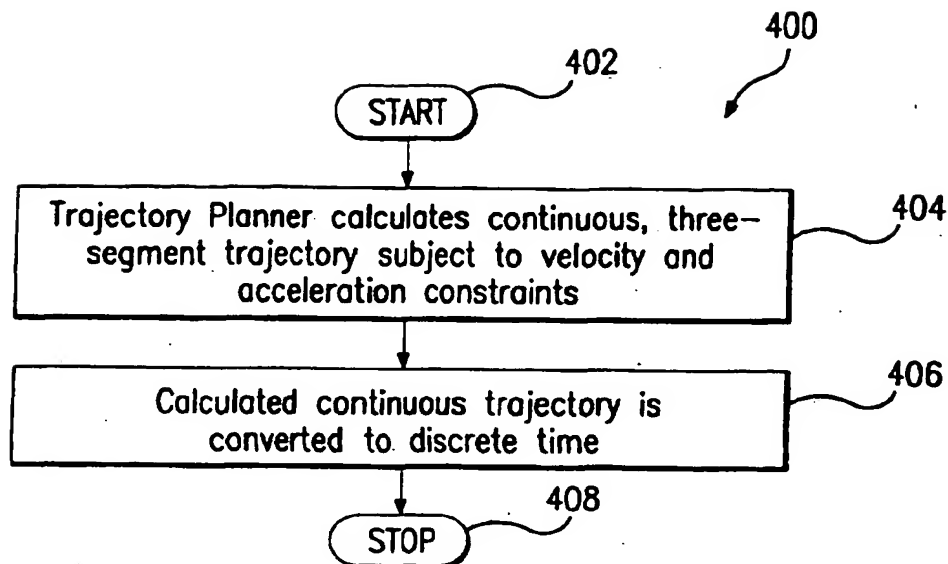 400
402
START
Trajectory Planner calculates continuous, three-
segment trajectory subject to velocity and
acceleration constraints
404
406
Calculated continuous trajectory is
converted to discrete time
408
STOP